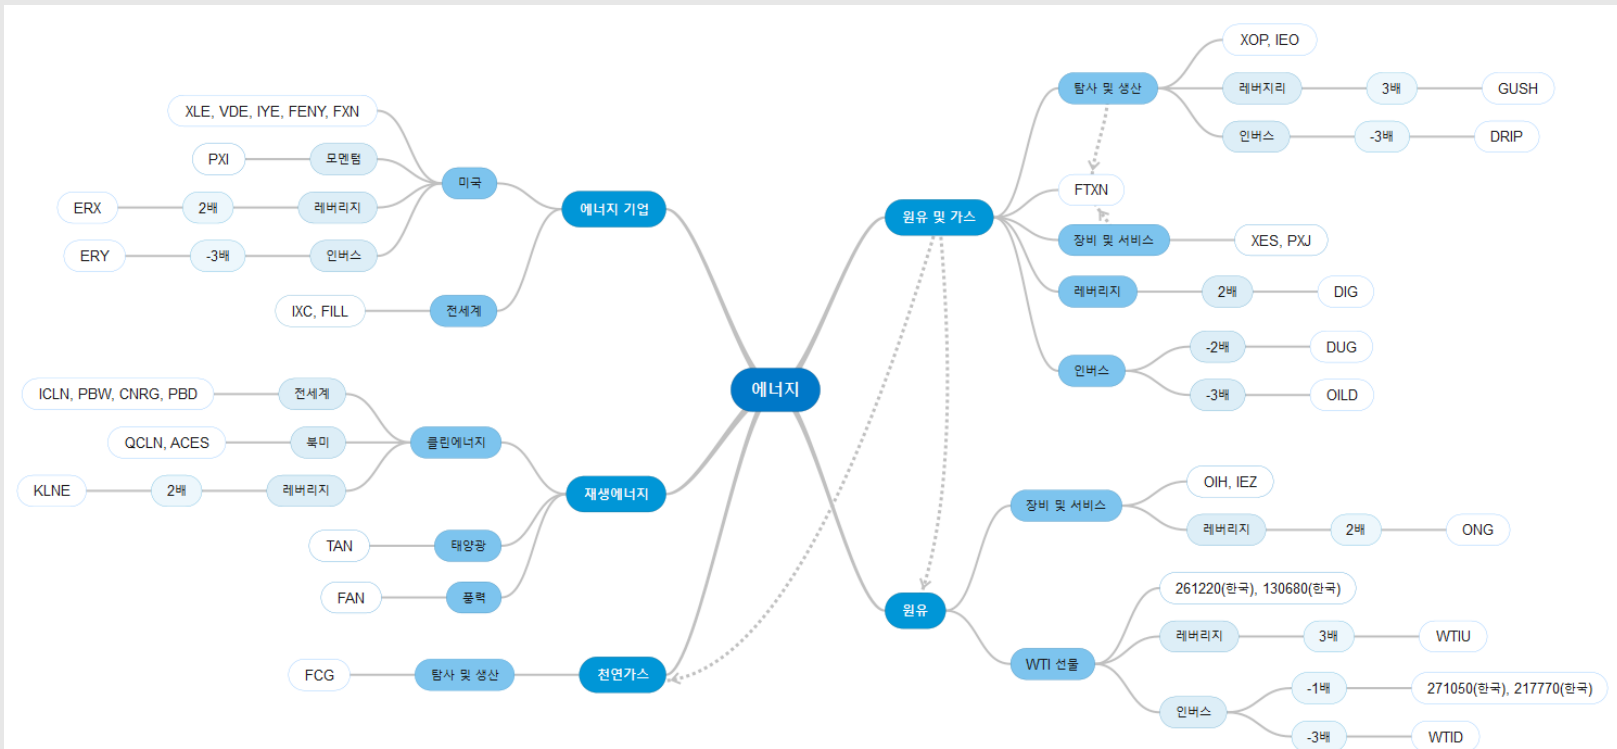 에너지
에너지 기업
미국
XLE, VDE, IYE, FENY, FXN
모멘텀
PXI
레버리지
2배
ERX
인버스
-3배
ERY
전세계
IXC, FILL
재생에너지
클린에너지
전세계
ICLN, PBW, CNRG, PBD
북미
QCLN, ACES
레버리지
2배
KLNE
태양광
TAN
풍력
FAN
천연가스
탐사 및 생산
FCG
원유 및 가스
탐사 및 생산
XOP, IEO
레버지리
3배
GUSH
인버스
-3배
DRIP
FTXN
장비 및 서비스
XES, PXJ
레버리지
2배
DIG
인버스
-2배
DUG
-3배
OILD
원유
장비 및 서비스
OIH, IEZ
레버리지
2배
ONG
WTI 선물
261220(한국), 130680(한국)
레버리지
3배
WTIU
인버스
-1배
271050(한국), 217770(한국)
-3배
WTID